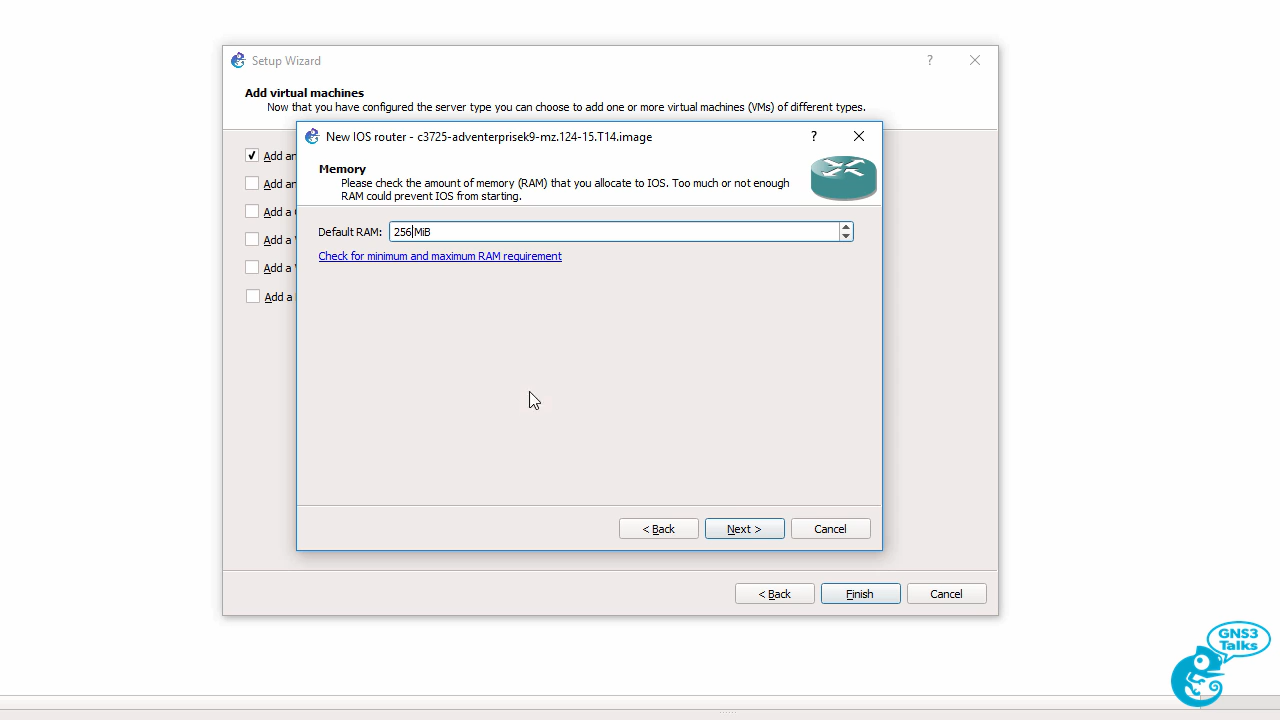 Setup Wizard
?
Add virtual machines
Now that you have configured the server type you can choose to add one or more virtual machines (VMs) of different types.
New IOS router - c3725-adventerprisek9-mz.124-15.T14.image
?
Memory
Please check the amount of memory (RAM) that you allocate to IOS. Too much or not enough
RAM could prevent IOS from starting.
Add an
Add an
Add a
Add a
Add a
Add a
Default RAM: 256 MiB
Check for minimum and maximum RAM requirement
< Back Next > Cancel
< Back Finish Cancel
GNS3
Talks